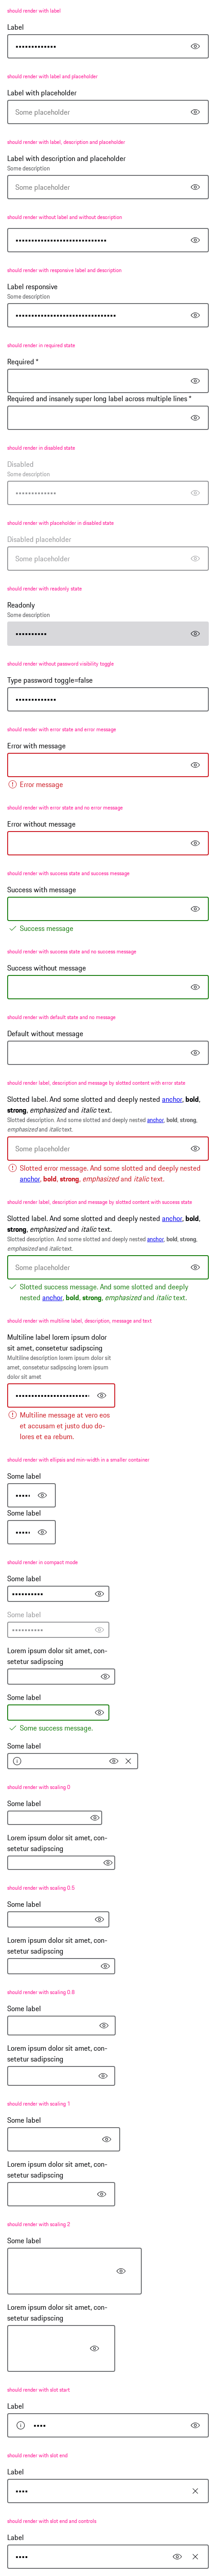 should render with label
Label
•••••••••••••
should render with label and placeholder
Label with placeholder
Some placeholder
should render with label, description and placeholder
Label with description and placeholder
Some description
Some placeholder
should render without label and without description
should render with responsive label and description
Label responsive
Some description
should render in required state
Required *
Required and insanely super long label across multiple lines *
should render in disabled state
Disabled
Some description
•••••••••••••
should render with placeholder in disabled state
Disabled placeholder
Some placeholder
should render with readonly state
Readonly
Some description
••••••••••
should render without password visibility toggle
Type password toggle=false
•••••••••••••
should render with error state and error message
Error with message
Error message
should render with error state and no error message
Error without message
should render with success state and success message
Success with message
Success message
should render with success state and no success message
Success without message
should render with default state and no message
Default without message
should render label, description and message by slotted content with error state
Slotted label. And some slotted and deeply nested anchor, bold,
strong, emphasized and italic text.
Slotted description. And some slotted and deeply nested anchor, bold, strong,
emphasized and italic text.
Some placeholder
Slotted error message. And some slotted and deeply nested
anchor, bold, strong, emphasized and italic text.
should render label, description and message by slotted content with success state
Slotted label. And some slotted and deeply nested anchor, bold,
strong, emphasized and italic text.
Slotted description. And some slotted and deeply nested anchor, bold, strong,
emphasized and italic text.
Some placeholder
Slotted success message. And some slotted and deeply
nested anchor, bold, strong, emphasized and italic text.
should render with multiline label, description, message and text
Multiline label lorem ipsum dolor
sit amet, consetetur sadipscing
Multiline description lorem ipsum dolor sit
amet, consetetur sadipscing lorem ipsum
dolor sit amet
Multiline message at vero eos
et accusam et justo duo do-
lores et ea rebum.
should render with ellipsis and min-width in a smaller container
Some label
Some label
should render in compact mode
Some label
••••••••••
Some label
••••••••••
Lorem ipsum dolor sit amet, con-
setetur sadipscing
Some label
Some success message.
Some label
should render with scaling 0
Some label
Lorem ipsum dolor sit amet, con-
setetur sadipscing
should render with scaling 0.5
Some label
Lorem ipsum dolor sit amet, con-
setetur sadipscing
should render with scaling 0.8
Some label
Lorem ipsum dolor sit amet, con-
setetur sadipscing
should render with scaling 1
Some label
Lorem ipsum dolor sit amet, con-
setetur sadipscing
should render with scaling 2
Some label
Lorem ipsum dolor sit amet, con-
setetur sadipscing
should render with slot start
Label
••••
should render with slot end
Label
••••
should render with slot end and controls
Label
••••